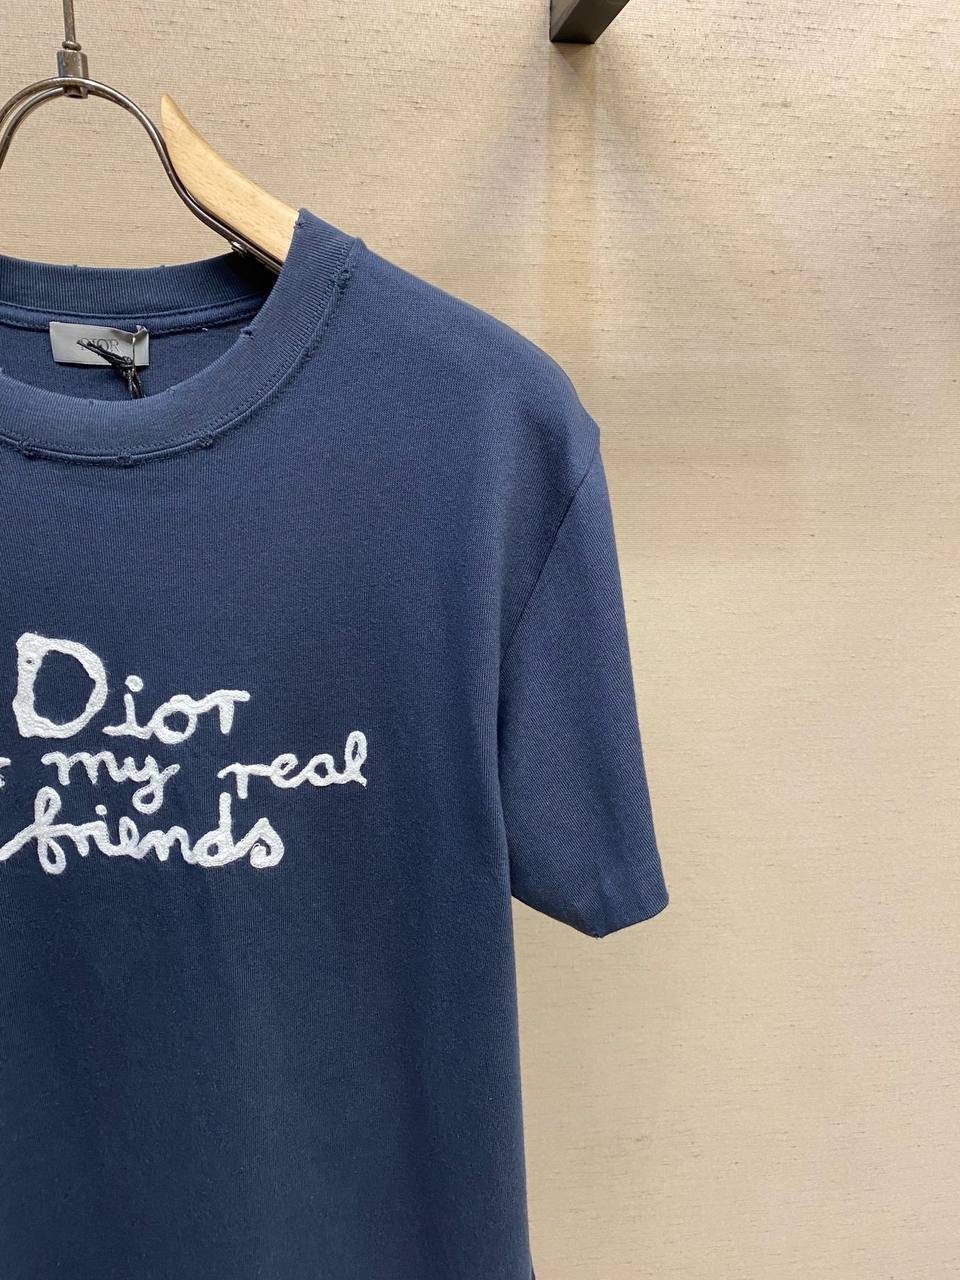 DIOR
Dior
my real
friends